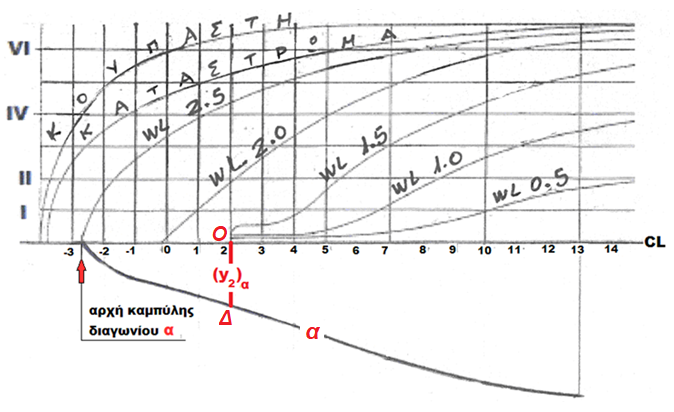 VI
IV
II
I
ΚΟΥΠΑΣΤΗ
ΚΑΤΑΣΤΡΟΜΑ
WL 2.5
WL 2.0
WL 1.5
WL 1.0
WL 0.5
-3 -2 -1 0 1 2 3 4 5 6 7 8 9 10 11 12 13 14 CL
Ο
(y₂)α
Δ
α
αρχή καμπύλης
διαγωνίου α